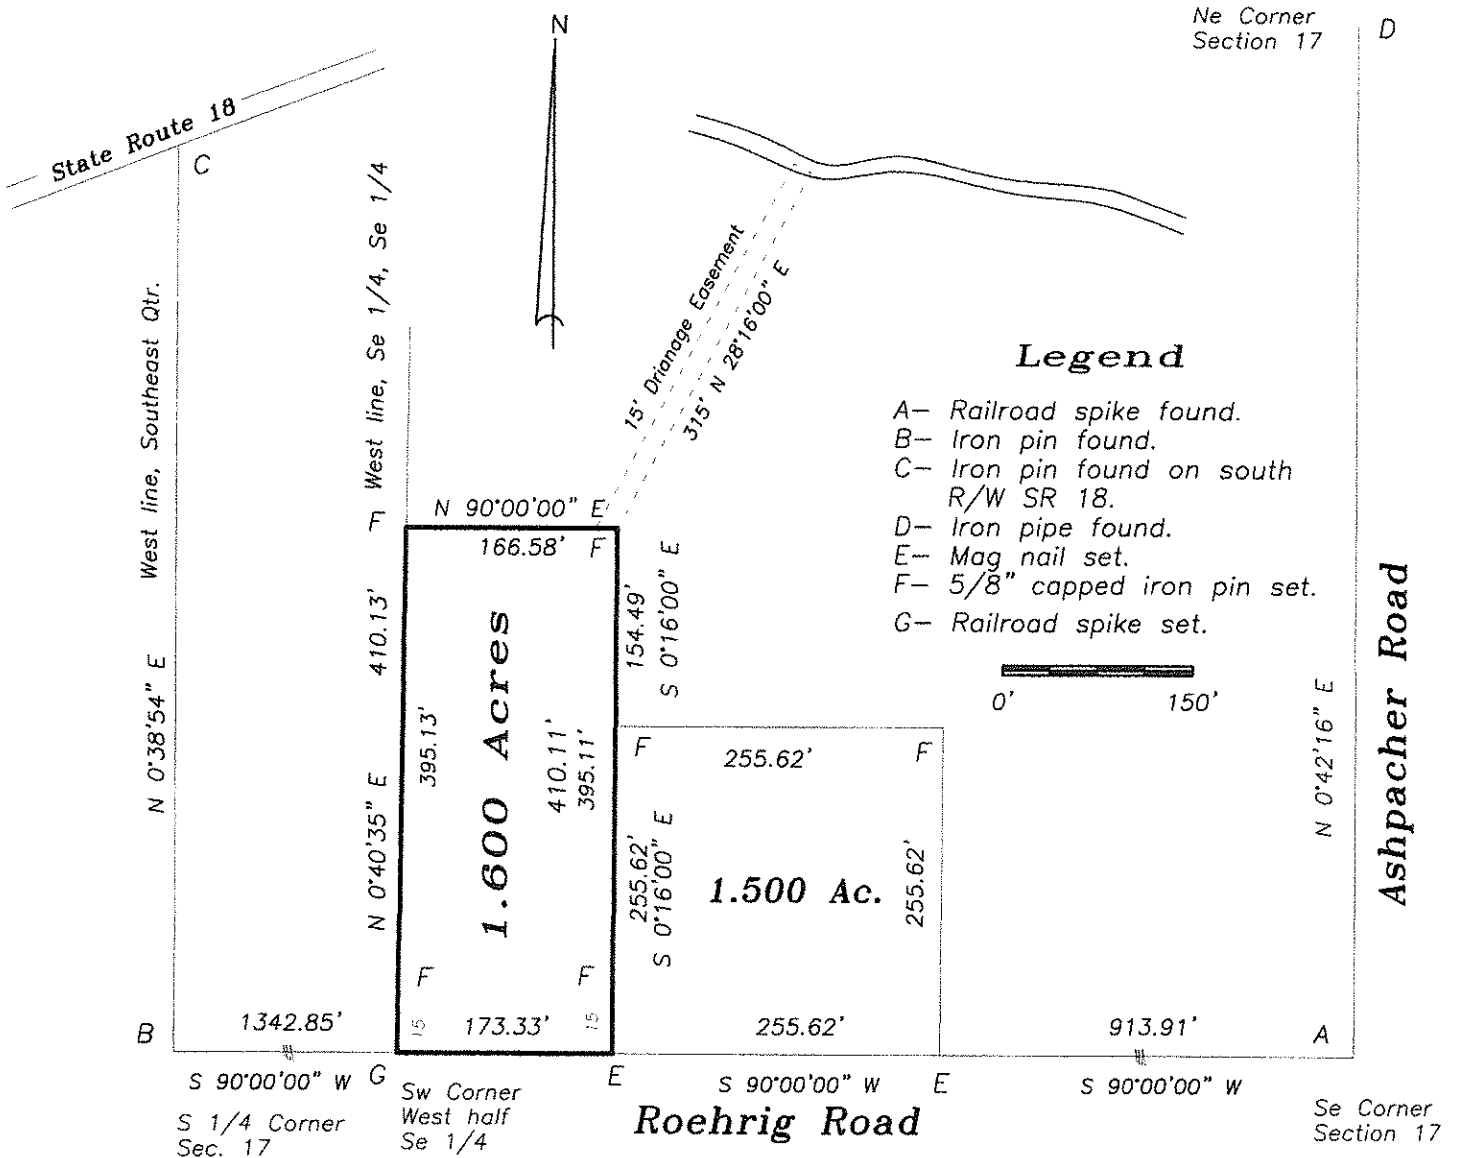 Ne Corner
Section 17
D
N
State Route 18
C
West line, Southeast Qtr.
N 0°38'54" E
West line, Se 1/4, Se 1/4
15' Drianage Easement
315' N 28°16'00" E
Legend
A- Railroad spike found.
B- Iron pin found.
C- Iron pin found on south
R/W SR 18.
D- Iron pipe found.
E- Mag nail set.
F- 5/8" capped iron pin set.
G- Railroad spike set.
0' 150'
F
N 90°00'00" E
166.58'
F
410.13'
N 0°40'35" E
395.13'
1.600 Acres
410.11'
395.11'
154.49'
S 0°16'00" E
F
255.62'
F
255.62'
S 0°16'00" E
1.500 Ac.
255.62'
N 0°42'16" E
Ashpacher Road
F
F
B
1342.85'
15
173.33'
15
255.62'
913.91'
A
S 90°00'00" W
G
E
S 90°00'00" W
E
S 90°00'00" W
S 1/4 Corner
Sec. 17
Sw Corner
West half
Se 1/4
Roehrig Road
Se Corner
Section 17